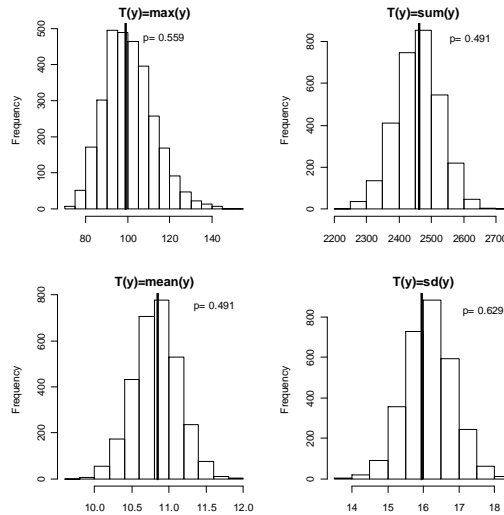 T(y)=max(y)
p= 0.559
Frequency
0 100 200 300 400 500
80 100 120 140
T(y)=sum(y)
p= 0.491
Frequency
0 200 400 600 800
2200 2300 2400 2500 2600 2700
T(y)=mean(y)
p= 0.491
Frequency
0 200 400 600 800
10.0 10.5 11.0 11.5 12.0
T(y)=sd(y)
p= 0.629
Frequency
0 200 400 600 800
14 15 16 17 18